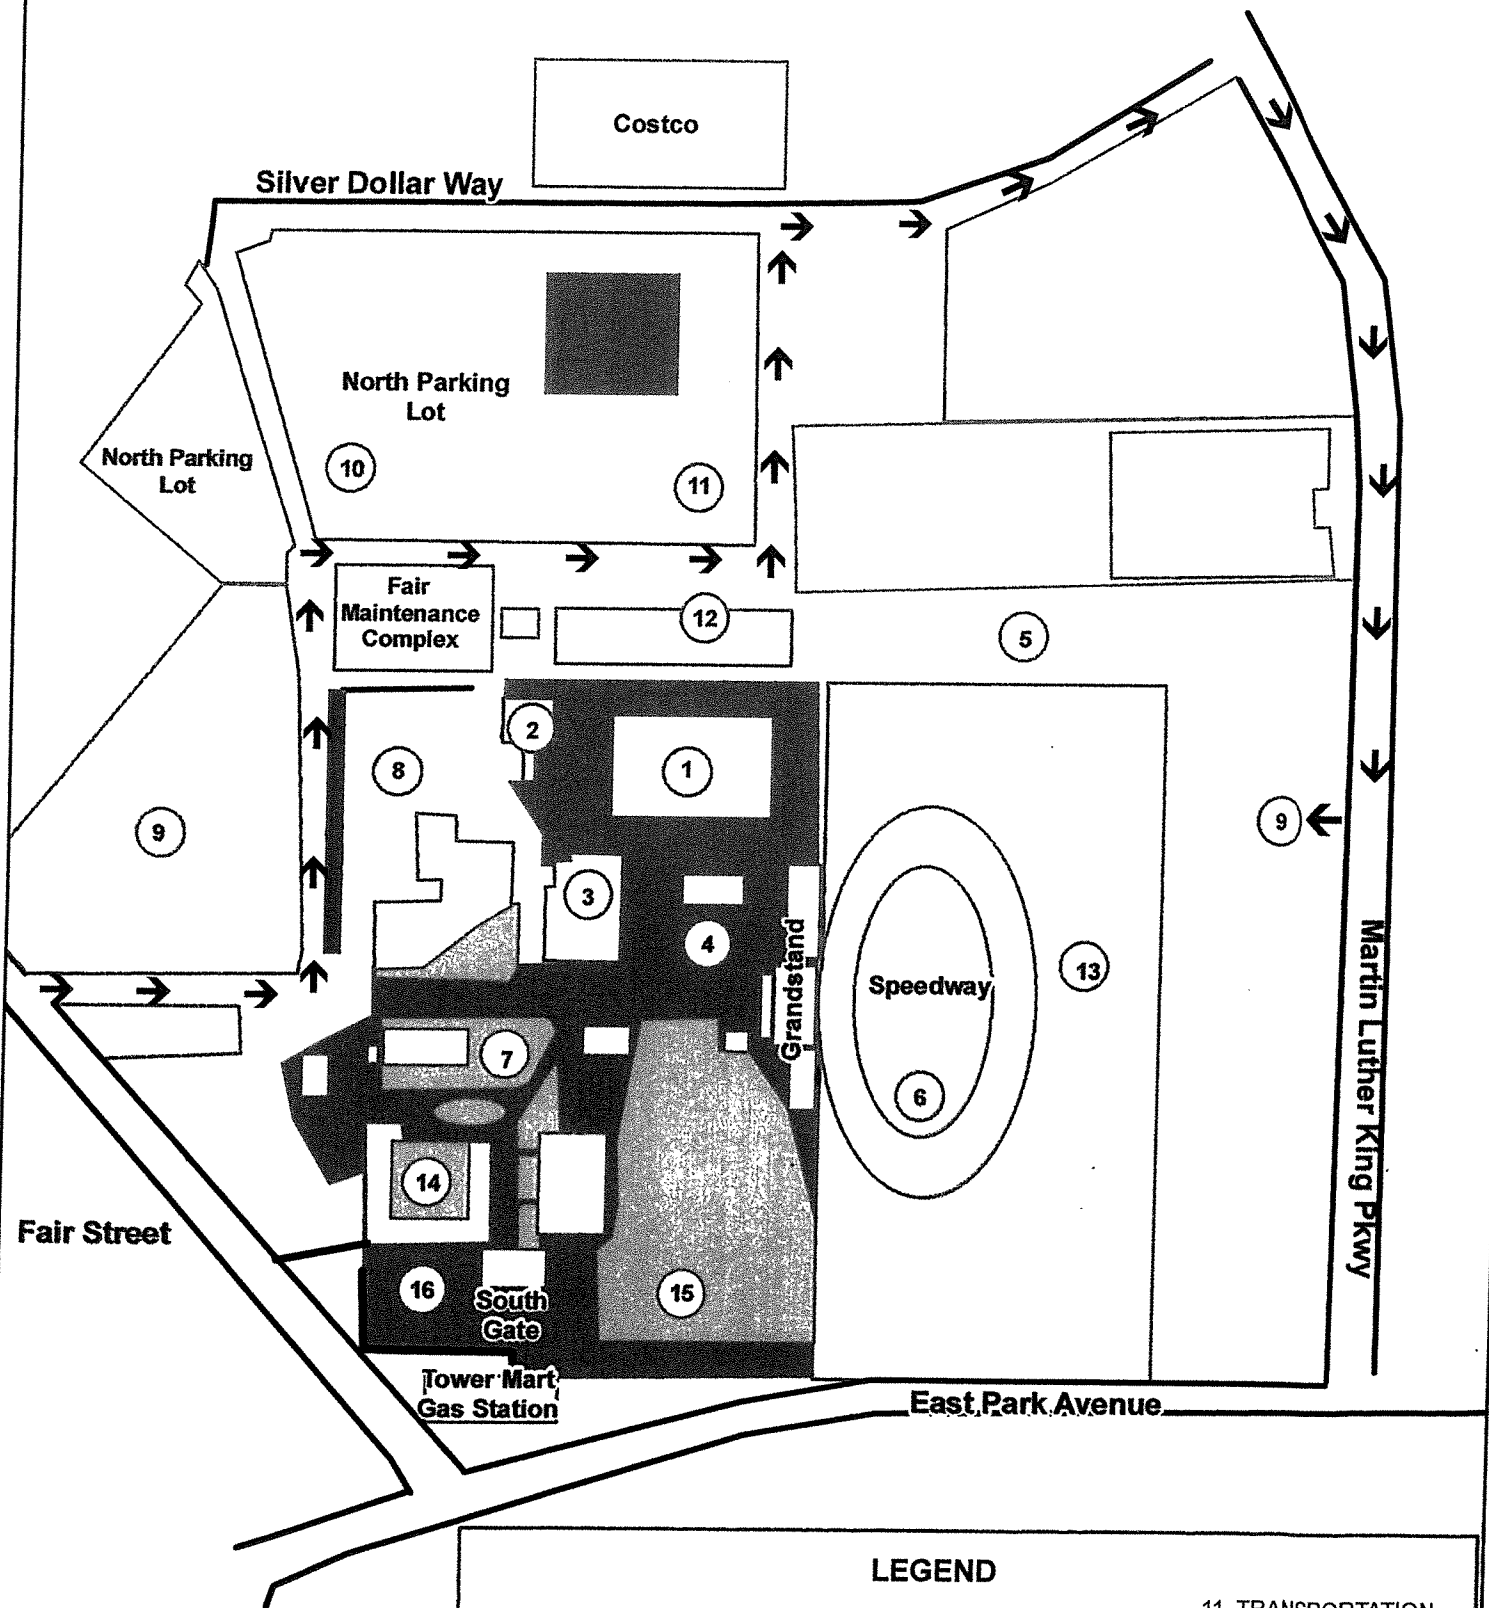 Costco
Silver Dollar Way
North Parking
Lot
North Parking
Lot
10
11
Fair
Maintenance
Complex
12
5
2
1
8
9
9
3
4
Grandstand
Speedway
13
Martin Luther King Pkwy
7
6
14
Fair Street
16
15
South
Gate
Tower Mart
Gas Station
East Park Avenue
LEGEND
11 TRANSPORTATION